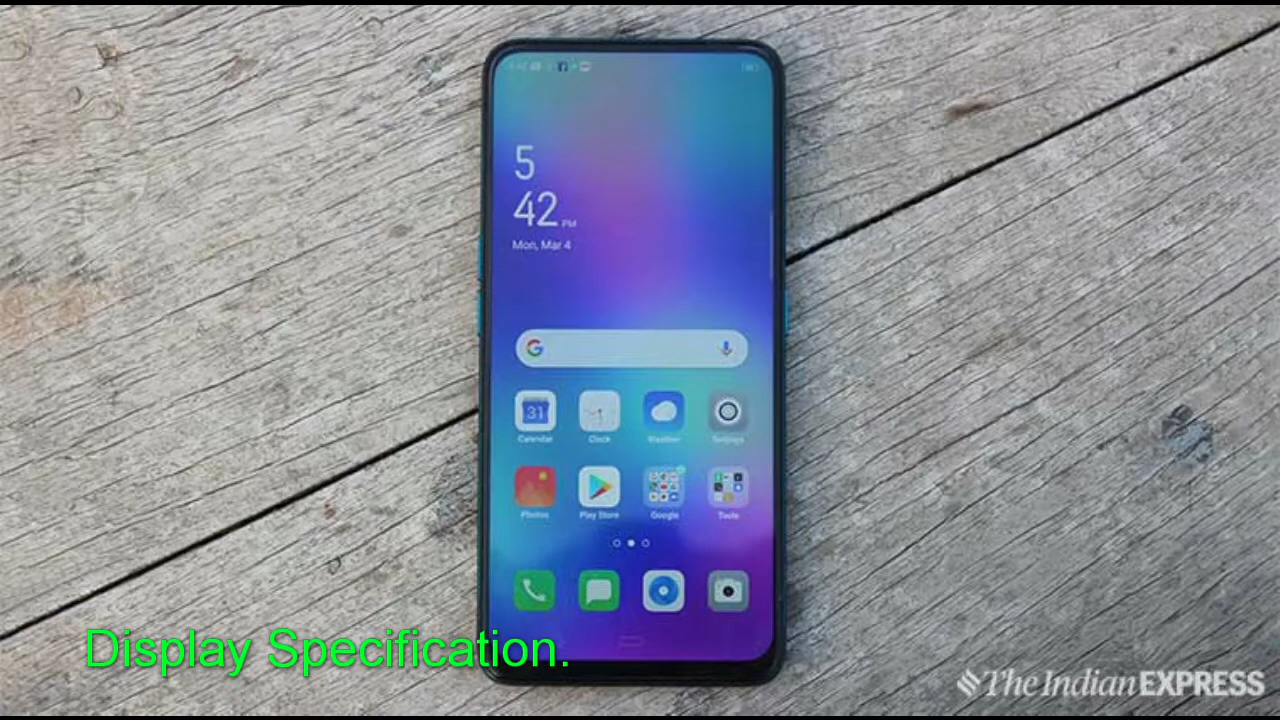 5
42 PM
Mon, Mar 4
31
Calendar Clock Weather Settings
Photos Play Store Google Tools
Display Specification.
The Indian EXPRESS